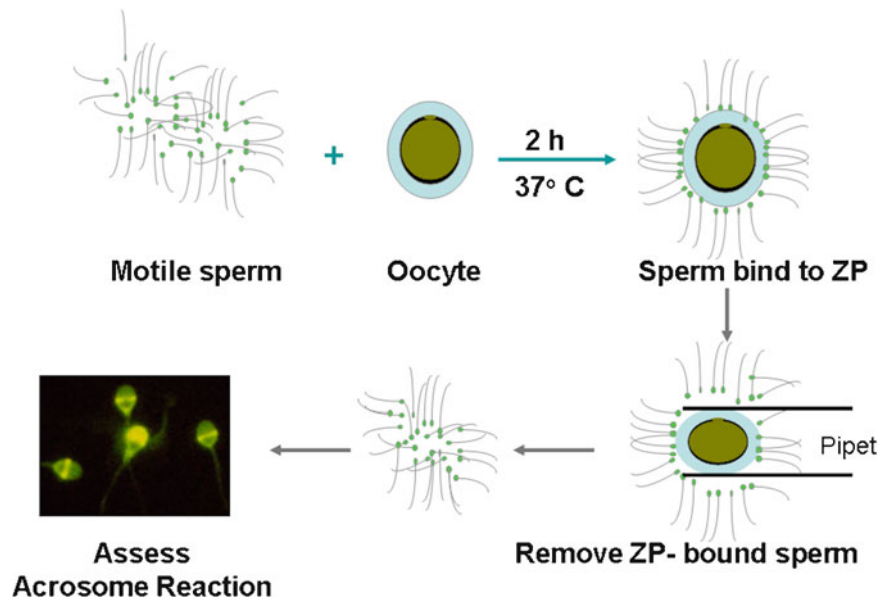 +
2 h
37° C
Motile sperm
Oocyte
Sperm bind to ZP
Pipet
Remove ZP- bound sperm
Assess
Acrosome Reaction